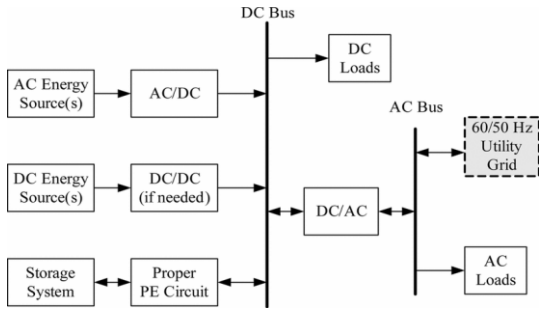 DC Bus
DC
Loads
AC Energy
Source(s)
AC/DC
AC Bus
60/50 Hz
Utility
Grid
DC Energy
Source(s)
DC/DC
(if needed)
DC/AC
Storage
System
Proper
PE Circuit
AC
Loads